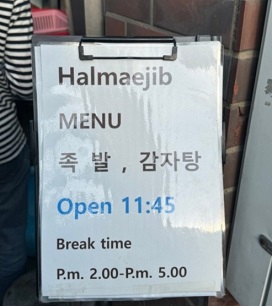 Halmaejib
MENU
족 발 , 감자탕
Open 11:45
Break time
P.m. 2.00-P.m. 5.00